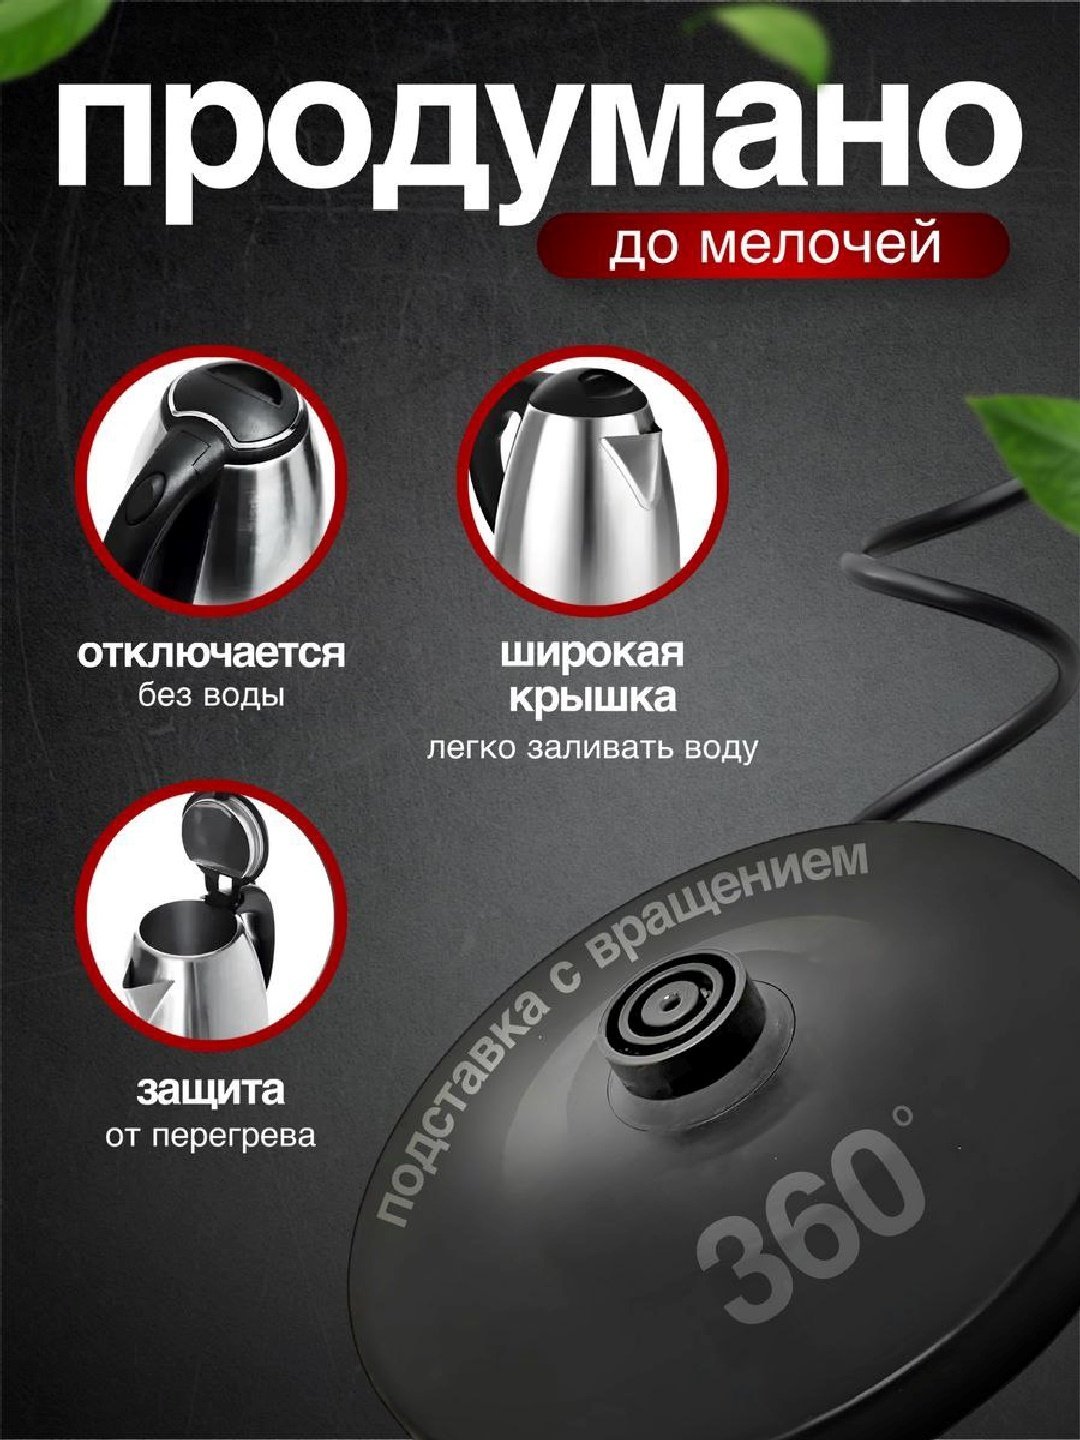 продумано
до мелочей
отключается
без воды
широкая
крышка
легко заливать воду
защита
от перегрева
подставка с вращением
360°